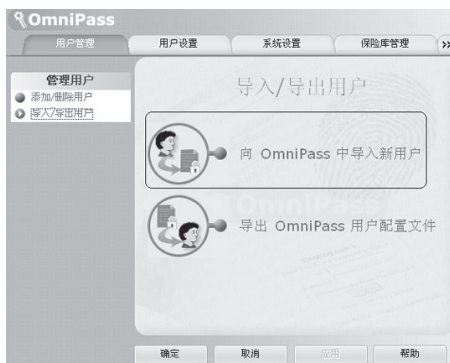 OmniPass
用户管理 用户设置 系统设置 保险库管理 >>
管理用户
添加/删除用户
导入/导出用户
导入/导出用户
向 OmniPass 中导入新用户
导出 OmniPass 用户配置文件
确定 取消 应用 帮助